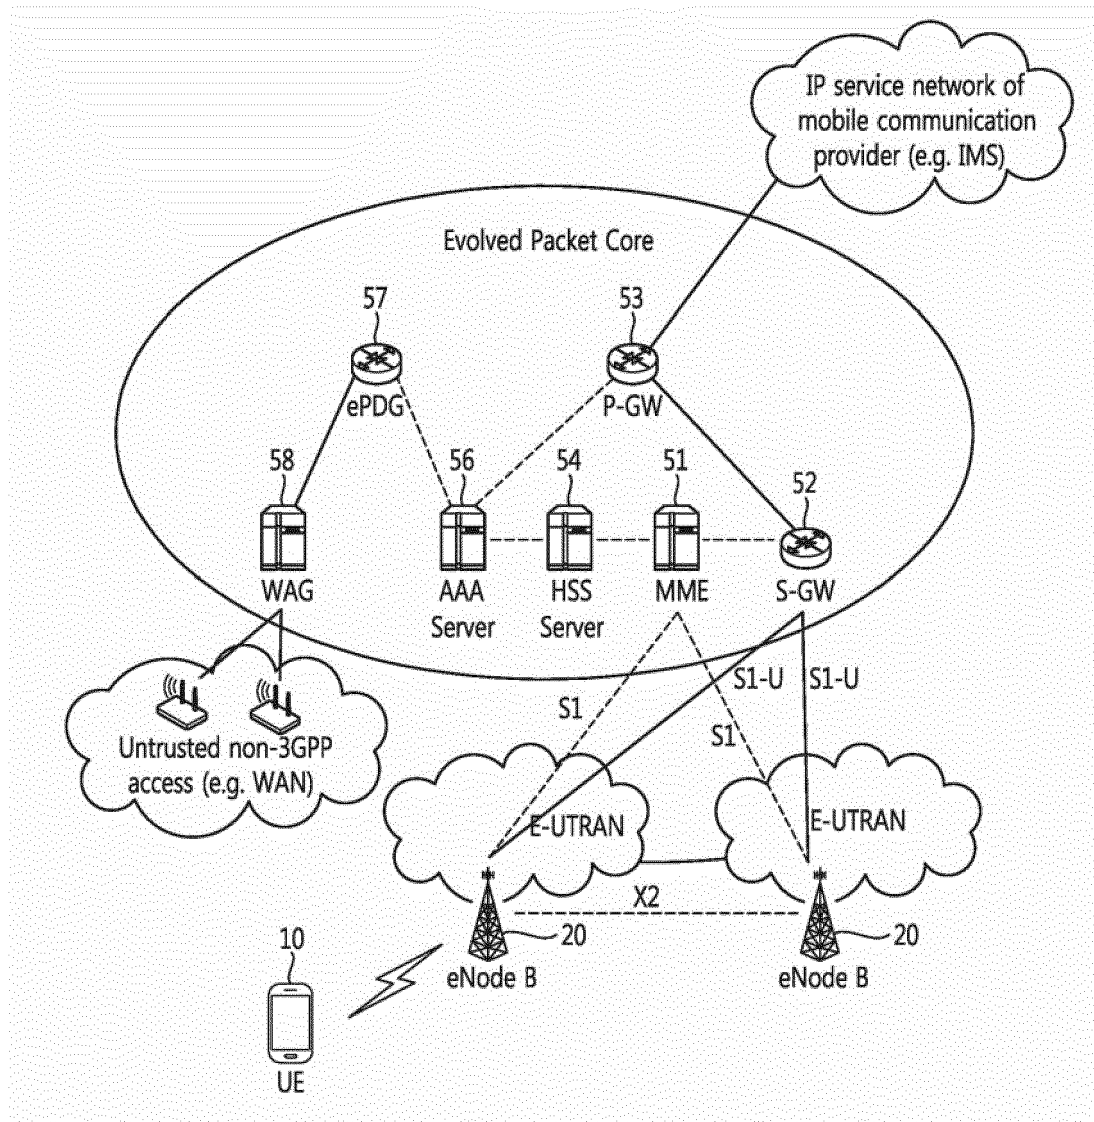 IP service network of
mobile communication
provider (e.g. IMS)
Evolved Packet Core
57
53
ePDG
P-GW
58
56
54
51
52
WAG
AAA
Server
HSS
Server
MME
S-GW
S1-U
S1-U
S1
S1
Untrusted non-3GPP
access (e.g. WAN)
E-UTRAN
E-UTRAN
X2
20
20
eNode B
eNode B
10
UE